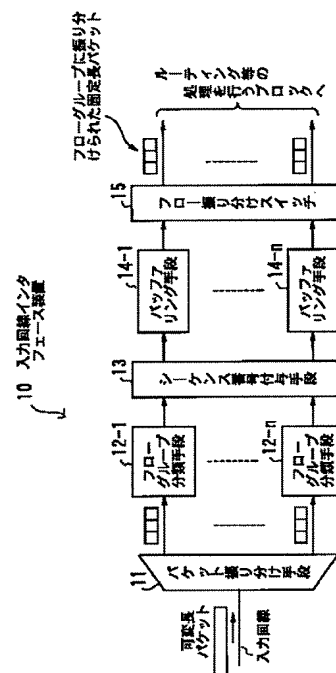 10 入力回線インタ
フェース装置
可変長
パケット
入力回線
11
パケット振り分け手段
12-1
フロー
グループ
分類手段
12-n
フロー
グループ
分類手段
13
シーケンス番号付与手段
14-1
バッファ
リング手段
14-n
バッファ
リング手段
15
フロー振り分けスイッチ
フローグループに振り分
けられた固定長パケット
ルーティング等の
処理を行うブロックへ